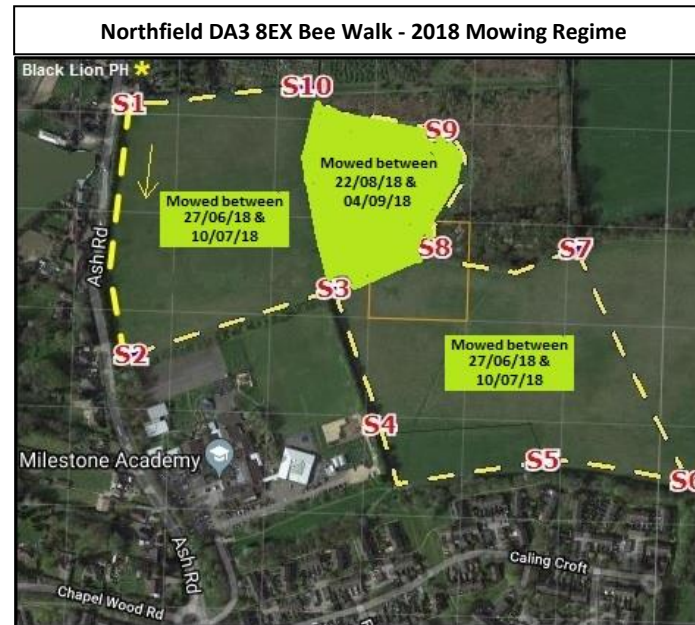 Northfield DA3 8EX Bee Walk - 2018 Mowing Regime
Black Lion PH
S1
S10
S9
Mowed between
22/08/18 &
04/09/18
Mowed between
27/06/18 &
10/07/18
Ash Rd
S8
S7
S3
S2
Mowed between
27/06/18 &
10/07/18
S4
Milestone Academy
S5
S6
Ash Rd
Caling Croft
Chapel Wood Rd